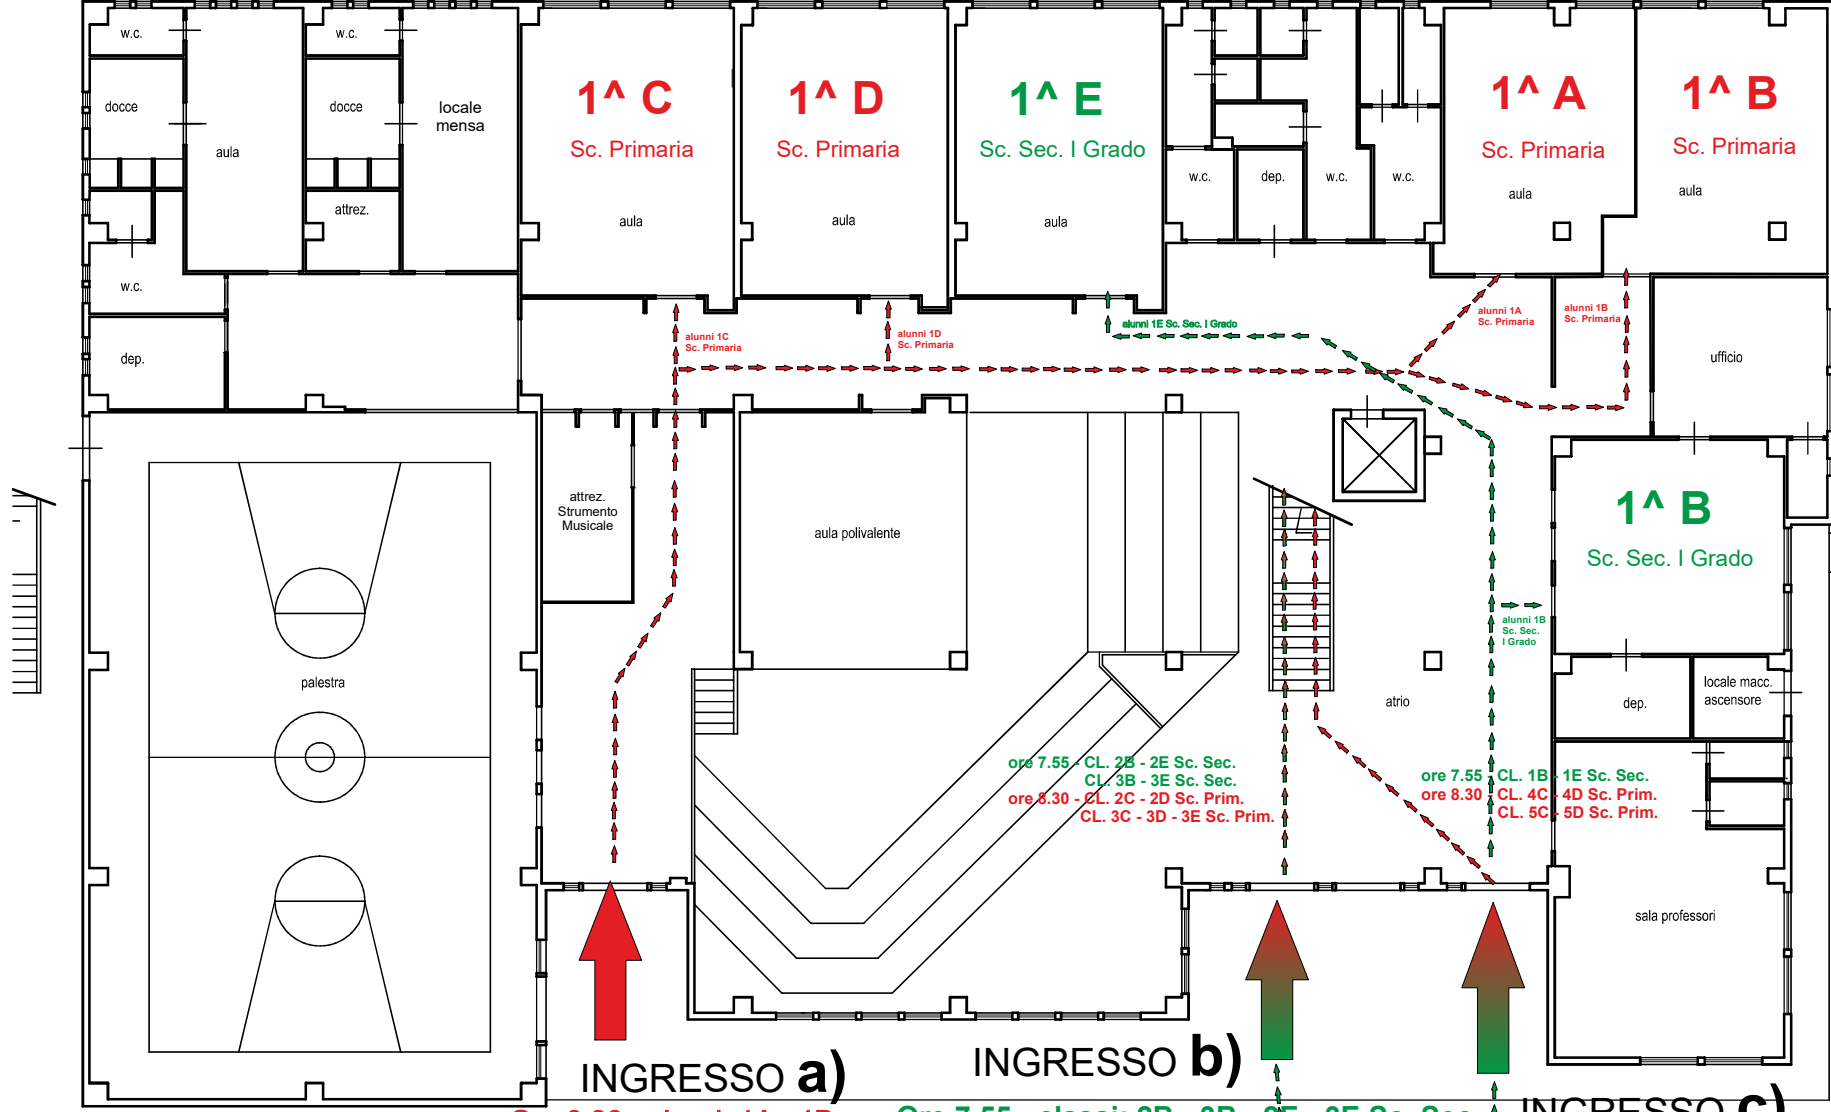 w.c.
w.c.
docce
docce
locale
mensa
aula
attrez.
w.c.
dep.
1^ C
Sc. Primaria
aula
1^ D
Sc. Primaria
aula
1^ E
Sc. Sec. I Grado
aula
w.c.
dep.
w.c.
w.c.
1^ A
Sc. Primaria
aula
1^ B
Sc. Primaria
aula
alunni 1C
Sc. Primaria
alunni 1D
Sc. Primaria
alunni 1E Sc. Sec. I Grado
alunni 1A
Sc. Primaria
alunni 1B
Sc. Primaria
ufficio
attrez.
Strumento
Musicale
aula polivalente
1^ B
Sc. Sec. I Grado
alunni 1B
Sc. Sec.
I Grado
palestra
atrio
dep.
locale macc.
ascensore
ore 7.55 - CL. 2B - 2E Sc. Sec.
CL. 3B - 3E Sc. Sec.
ore 8.30 - CL. 2C - 2D Sc. Prim.
CL. 3C - 3D - 3E Sc. Prim.
ore 7.55 - CL. 1B - 1E Sc. Sec.
ore 8.30 - CL. 4C - 4D Sc. Prim.
CL. 5C - 5D Sc. Prim.
sala professori
INGRESSO a)
INGRESSO b)
INGRESSO c)